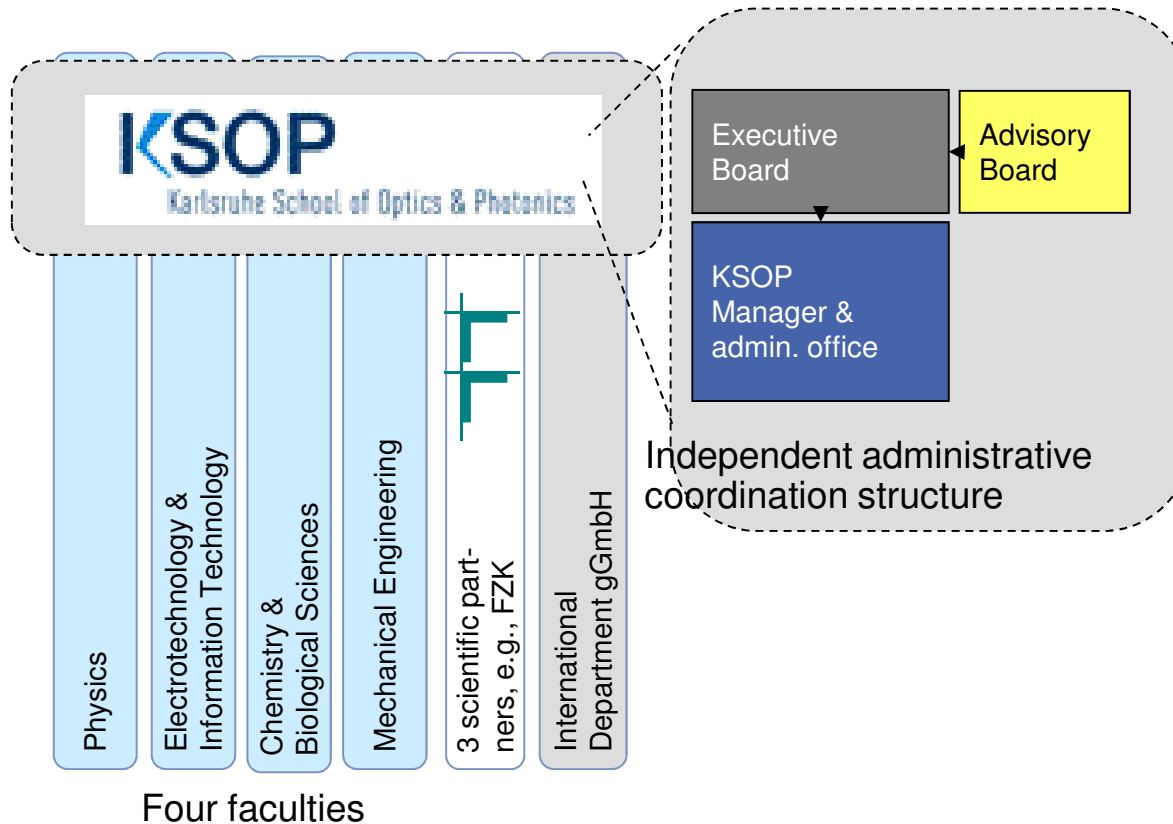 KSOP
Karlsruhe School of Optics & Photonics
Executive
Board
Advisory
Board
KSOP
Manager &
admin. office
Independent administrative
coordination structure
Physics
Electrotechnology &
Information Technology
Chemistry &
Biological Sciences
Mechanical Engineering
3 scientific part-
ners, e.g., FZK
International
Department gGmbH
Four faculties